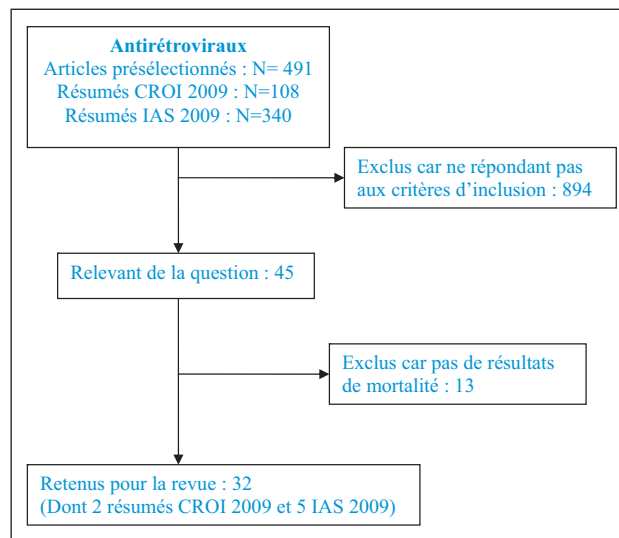 Antirétroviraux
Articles présélectionnés : N= 491
Résumés CROI 2009 : N=108
Résumés IAS 2009 : N=340
Exclus car ne répondant pas
aux critères d’inclusion : 894
Relevant de la question : 45
Exclus car pas de résultats
de mortalité : 13
Retenus pour la revue : 32
(Dont 2 résumés CROI 2009 et 5 IAS 2009)